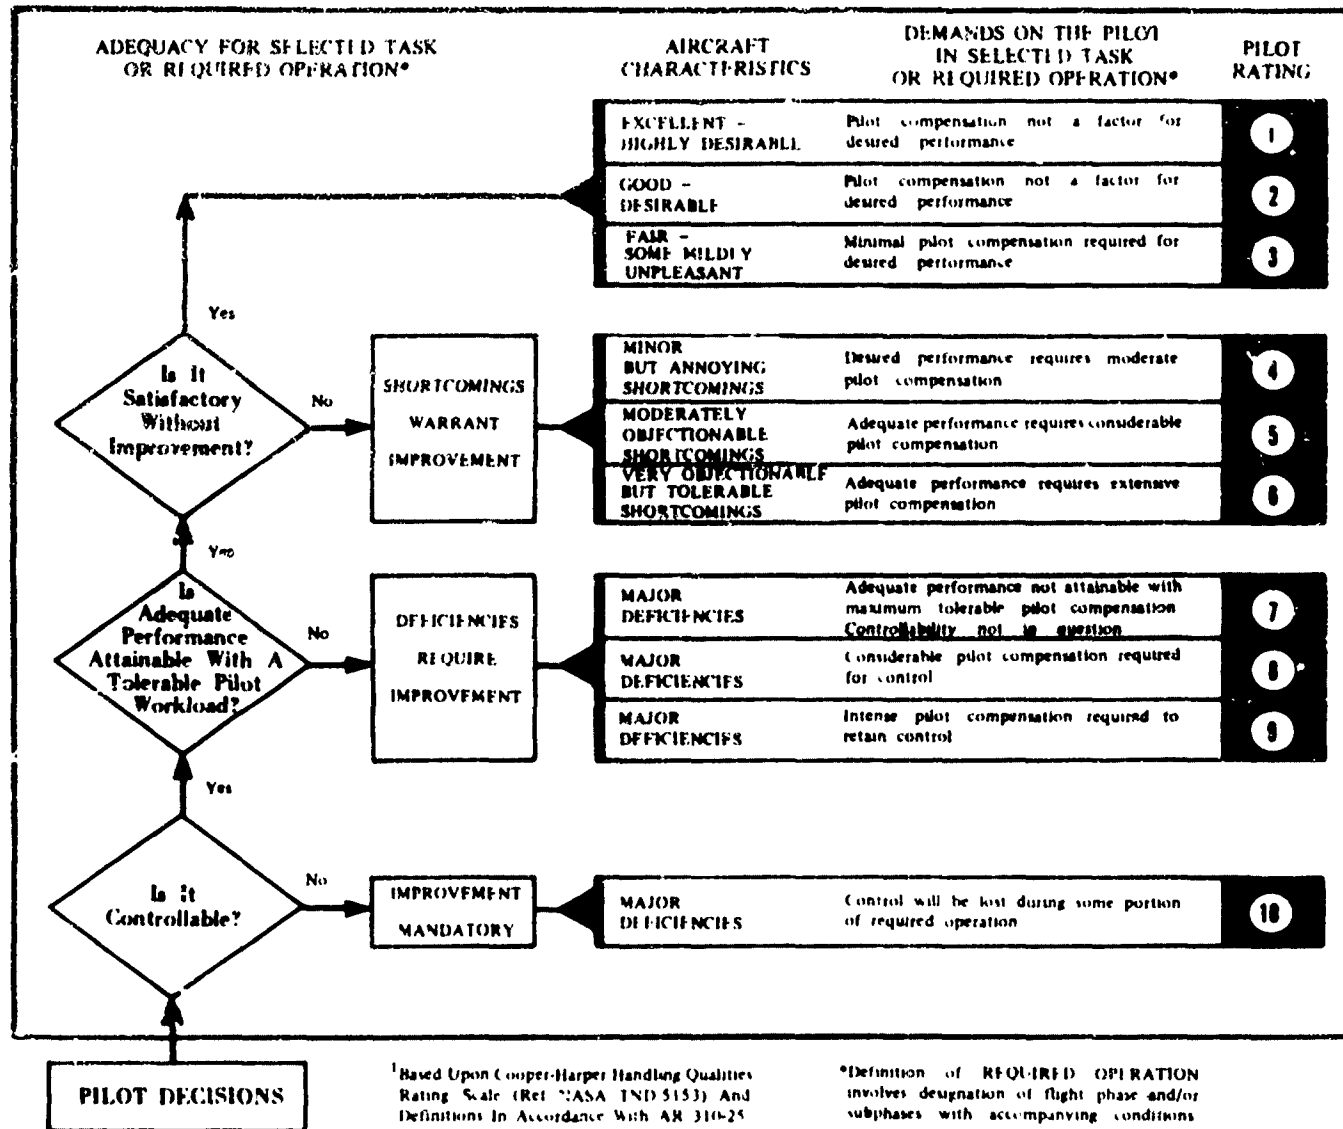 ADEQUACY FOR SELECTED TASK
OR REQUIRED OPERATION*
AIRCRAFT
CHARACTERISTICS
DEMANDS ON THE PILOT
IN SELECTED TASK
OR REQUIRED OPERATION*
PILOT
RATING
EXCELLENT -
HIGHLY DESIRABLE
Pilot compensation not a factor for
desired performance
1
GOOD -
DESIRABLE
Pilot compensation not a factor for
desired performance
2
FAIR -
SOME MILDLY
UNPLEASANT
Minimal pilot compensation required for
desired performance
3
Yes
Is It
Satisfactory
Without
Improvement?
No
SHORTCOMINGS
WARRANT
IMPROVEMENT
MINOR
BUT ANNOYING
SHORTCOMINGS
Desired performance requires moderate
pilot compensation
4
MODERATELY
OBJECTIONABLE
SHORTCOMINGS
Adequate performance requires considerable
pilot compensation
5
VERY OBJECTIONABLE
BUT TOLERABLE
SHORTCOMINGS
Adequate performance requires extensive
pilot compensation
6
Yes
Is
Adequate
Performance
Attainable With A
Tolerable Pilot
Workload?
No
DEFICIENCIES
REQUIRE
IMPROVEMENT
MAJOR
DEFICIENCIES
Adequate performance not attainable with
maximum tolerable pilot compensation
Controllability not in question
7
MAJOR
DEFICIENCIES
Considerable pilot compensation required
for control
8
MAJOR
DEFICIENCIES
Intense pilot compensation required to
retain control
9
Yes
Is It
Controllable?
No
IMPROVEMENT
MANDATORY
MAJOR
DEFICIENCIES
Control will be lost during some portion
of required operation
10
PILOT DECISIONS
1 Based Upon Cooper-Harper Handling Qualities
Rating Scale (Ref NASA TND-5153) And
Definitions In Accordance With AR 310-25
*Definition of REQUIRED OPERATION
involves designation of flight phase and/or
subphases with accompanying conditions